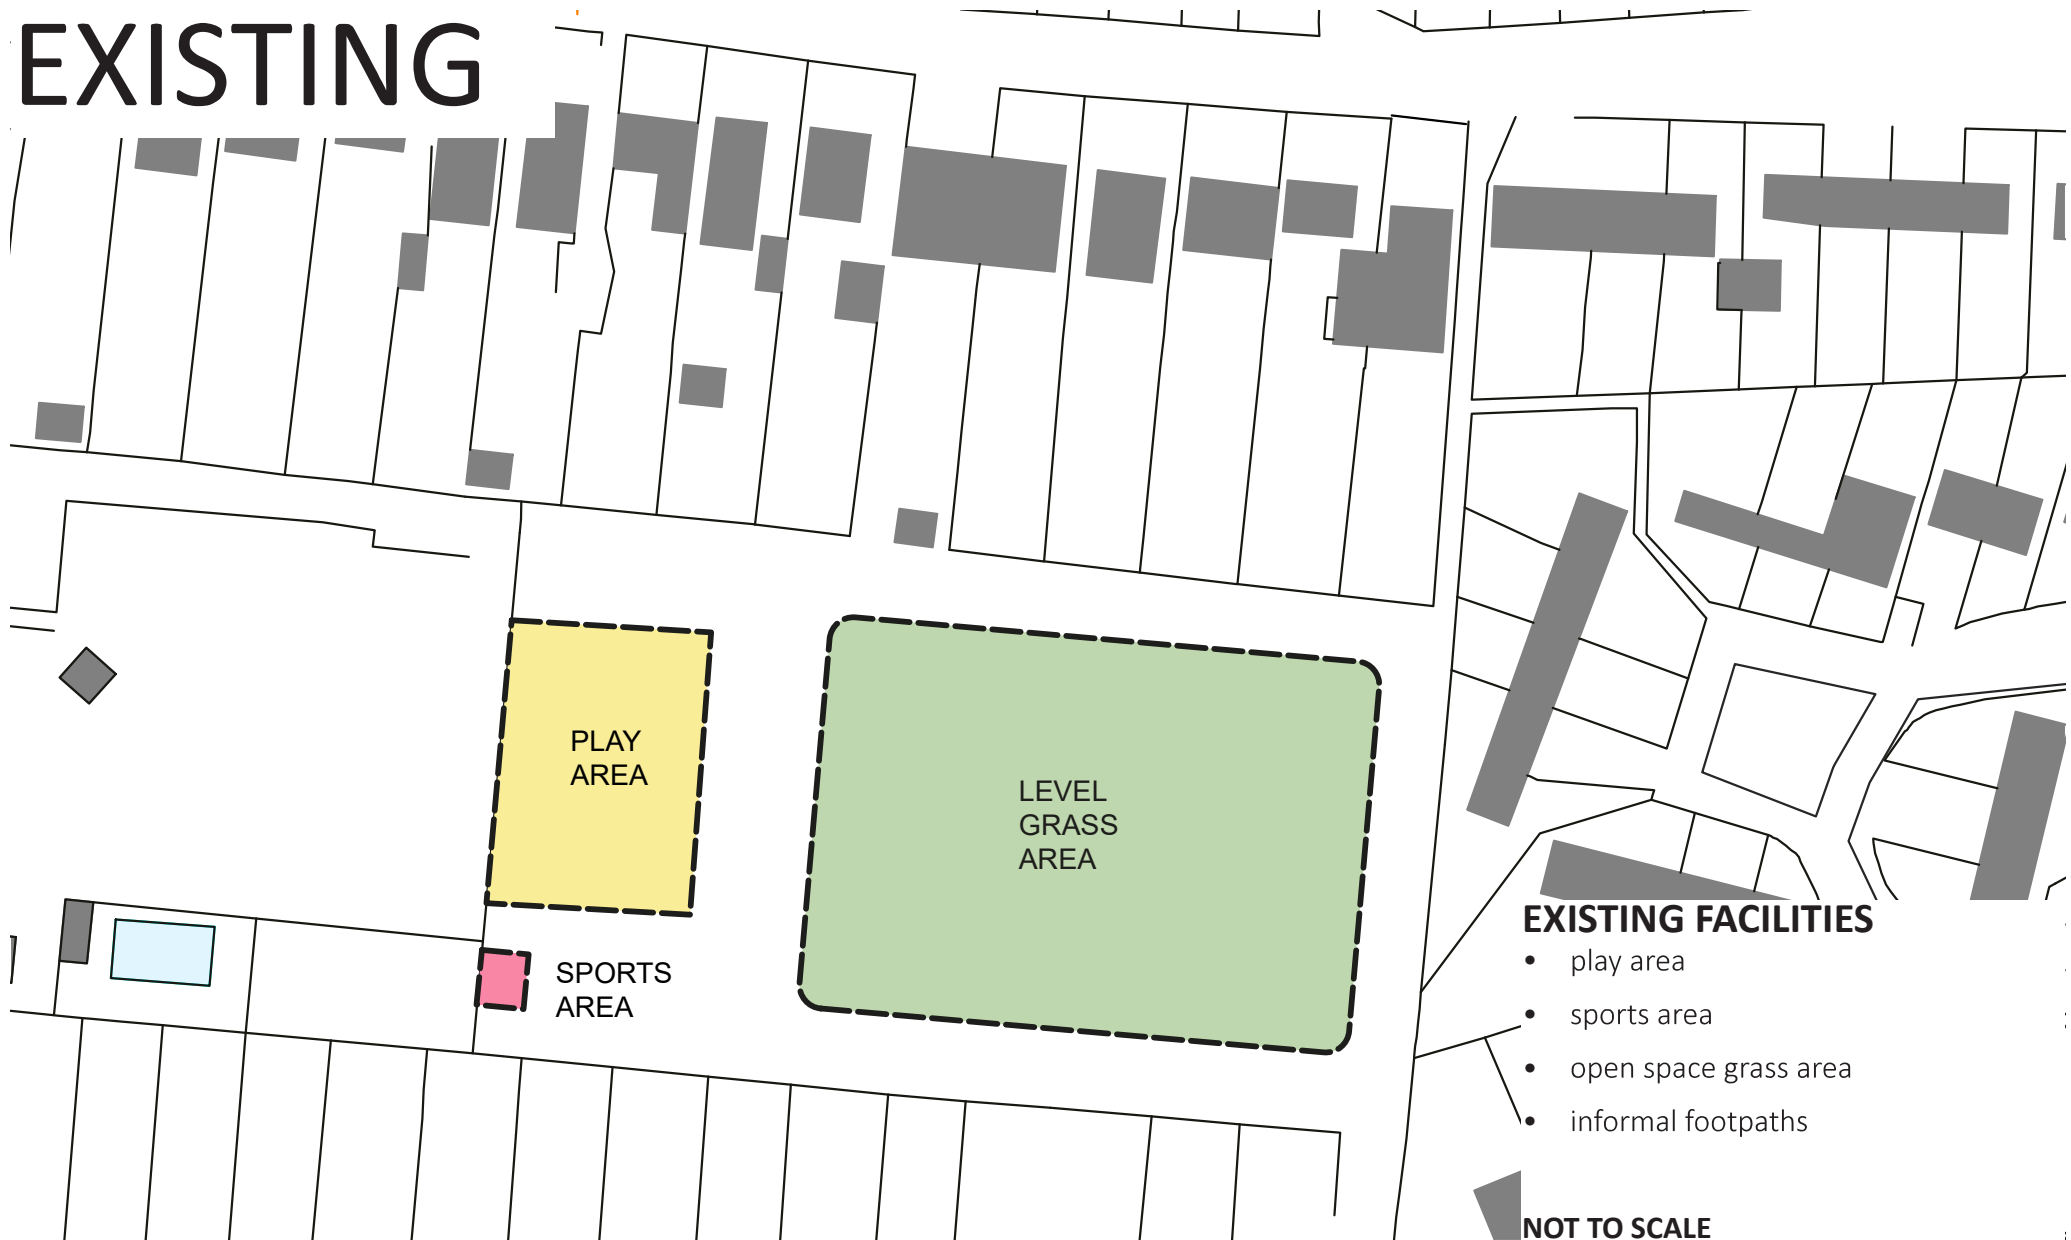 EXISTING
PLAY
AREA
LEVEL
GRASS
AREA
SPORTS
AREA
EXISTING FACILITIES
• play area
• sports area
• open space grass area
• informal footpaths
NOT TO SCALE